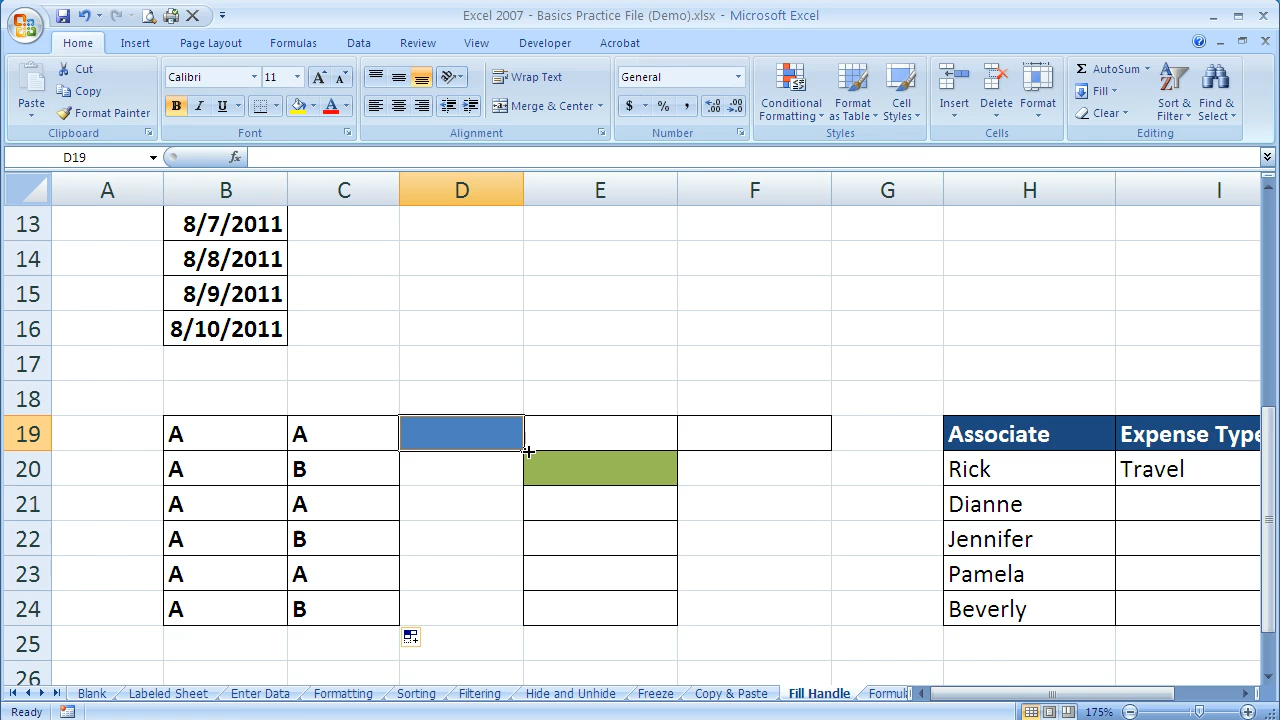 Excel 2007 - Basics Practice File (Demo).xlsx - Microsoft Excel
Home Insert Page Layout Formulas Data Review View Developer Acrobat
Paste
Cut
Copy
Format Painter
Clipboard
Calibri 11
B I U
Font
Wrap Text
Merge & Center
Alignment
General
$ % ,
Number
Conditional Formatting
Format as Table
Cell Styles
Styles
Insert Delete Format
Cells
AutoSum
Fill
Clear
Sort & Filter
Find & Select
Editing
D19 fx
A B C D E F G H I
13 8/7/2011
14 8/8/2011
15 8/9/2011
16 8/10/2011
17
18
19 A A Associate Expense Type
20 A B Rick Travel
21 A A Dianne
22 A B Jennifer
23 A A Pamela
24 A B Beverly
25
26
Blank Labeled Sheet Enter Data Formatting Sorting Filtering Hide and Unhide Freeze Copy & Paste Fill Handle Formul
Ready 175%